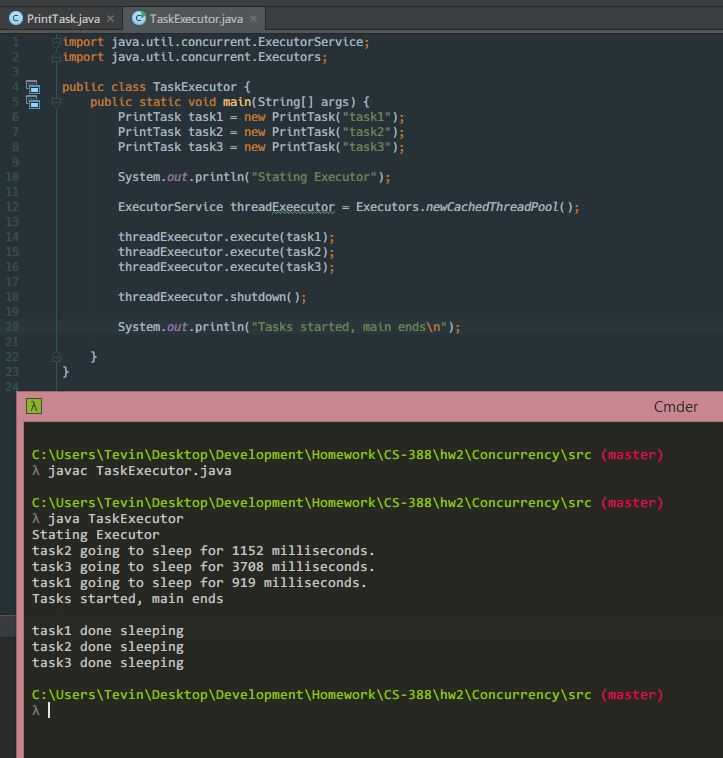 PrintTask.java × TaskExecutor.java ×
1 import java.util.concurrent.ExecutorService;
2 import java.util.concurrent.Executors;
3
4 public class TaskExecutor {
5 public static void main(String[] args) {
6 PrintTask task1 = new PrintTask("task1");
7 PrintTask task2 = new PrintTask("task2");
8 PrintTask task3 = new PrintTask("task3");
9
10 System.out.println("Stating Executor");
11
12 ExecutorService threadExeecutor = Executors.newCachedThreadPool();
13
14 threadExeecutor.execute(task1);
15 threadExeecutor.execute(task2);
16 threadExeecutor.execute(task3);
17
18 threadExeecutor.shutdown();
19
20 System.out.println("Tasks started, main ends\n");
21
22 }
23 }
24
λ Cmder
C:\Users\Tevin\Desktop\Development\Homework\CS-388\hw2\Concurrency\src (master)
λ javac TaskExecutor.java
C:\Users\Tevin\Desktop\Development\Homework\CS-388\hw2\Concurrency\src (master)
λ java TaskExecutor
Stating Executor
task2 going to sleep for 1152 milliseconds.
task3 going to sleep for 3708 milliseconds.
task1 going to sleep for 919 milliseconds.
Tasks started, main ends
task1 done sleeping
task2 done sleeping
task3 done sleeping
C:\Users\Tevin\Desktop\Development\Homework\CS-388\hw2\Concurrency\src (master)
λ